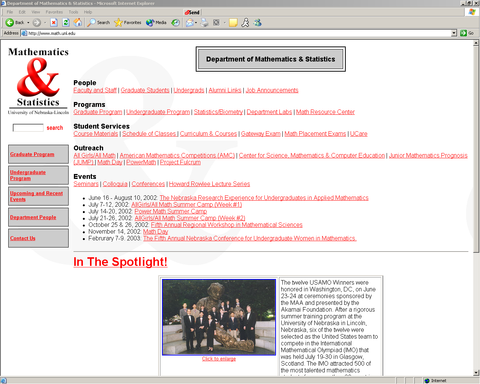 Department of Mathematics & Statistics - Microsoft Internet Explorer
File Edit View Favorites Tools Help
Back Search Favorites Media
Send
Address http://www.math.unl.edu Go
Mathematics
&
Statistics
University of Nebraska-Lincoln
search
Graduate Program
Undergraduate Program
Upcoming and Recent Events
Department People
Contact Us
Department of Mathematics & Statistics
People
Faculty and Staff | Graduate Students | Undergrads | Alumni Links | Job Announcements
Programs
Graduate Program | Undergraduate Program | Statistics/Biometry | Department Labs | Math Resource Center
Student Services
Course Materials | Schedule of Classes | Curriculum & Courses | Gateway Exam | Math Placement Exams | UCare
Outreach
All Girls/All Math | American Mathematics Competitions (AMC) | Center for Science, Mathematics & Computer Education | Junior Mathematics Prognosis
(JUMP) | Math Day | PowerMath | Project Fulcrum
Events
Seminars | Colloquia | Conferences | Howard Rowlee Lecture Series
June 16 - August 10, 2002: The Nebraska Research Experience for Undergraduates in Applied Mathematics
July 7-12, 2002: AllGirls/All Math Summer Camp (Week #1)
July 14-20, 2002: Power Math Summer Camp
July 21-26, 2002: AllGirls/All Math Summer Camp (Week #2)
October 25 & 26, 2002: Fifth Annual Regional Workshop in Mathematical Sciences
November 14, 2002: Math Day
Februrary 7-9, 2003: The Fifth Annual Nebraska Conference for Undergraduate Women in Mathematics.
In The Spotlight!
Click to enlarge
The twelve USAMO Winners were
honored in Washington, DC, on June
23-24 at ceremonies sponsored by
the MAA and presented by the
Akamai Foundation. After a rigorous
summer training program at the
University of Nebraska in Lincoln,
Nebraska, six of the twelve were
selected as the United States team to
compete in the International
Mathematical Olympiad (IMO) that
was held July 19-30 in Glasgow,
Scotland. The IMO attracted 500 of
the most talented mathematics
Internet